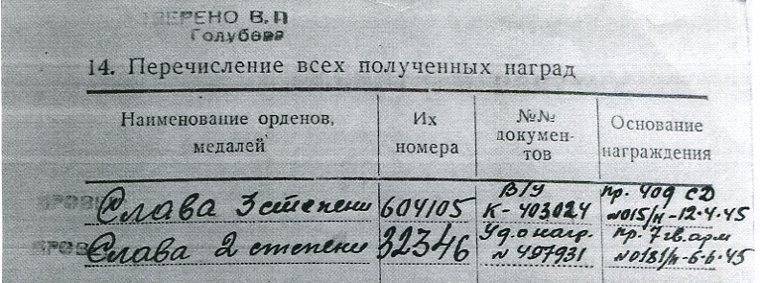 ВЕРЕНО В. П
Голубева
14. Перечисление всех полученных наград
Наименование орденов, медалей
Их номера
№№ документов
Основание награждения
Слава 3 степени 604105 В/У К-403024 Пр. 409 СД №015/н-12.4.45
Слава 2 степени 32346 Уд. о нагр. № 497931 Пр. 7 гв. арм №0181/н-6.6.45